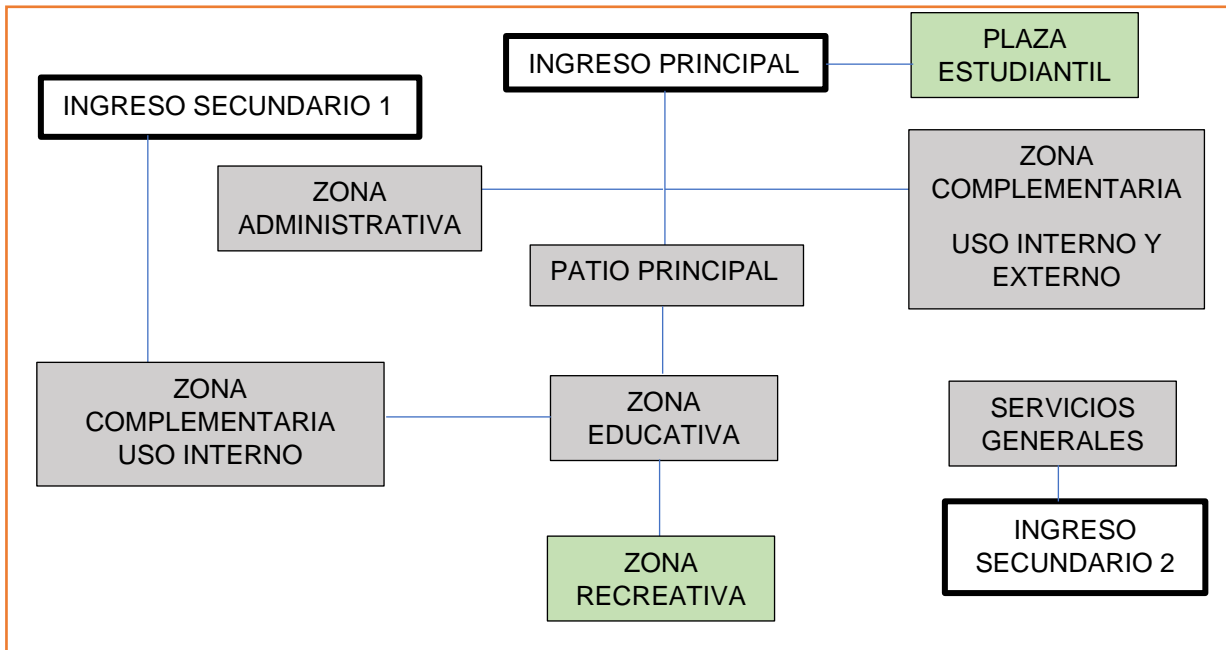 PLAZA
ESTUDIANTIL
INGRESO PRINCIPAL
INGRESO SECUNDARIO 1
ZONA
ADMINISTRATIVA
ZONA
COMPLEMENTARIA
USO INTERNO Y
EXTERNO
PATIO PRINCIPAL
ZONA
COMPLEMENTARIA
USO INTERNO
ZONA
EDUCATIVA
SERVICIOS
GENERALES
INGRESO
SECUNDARIO 2
ZONA
RECREATIVA